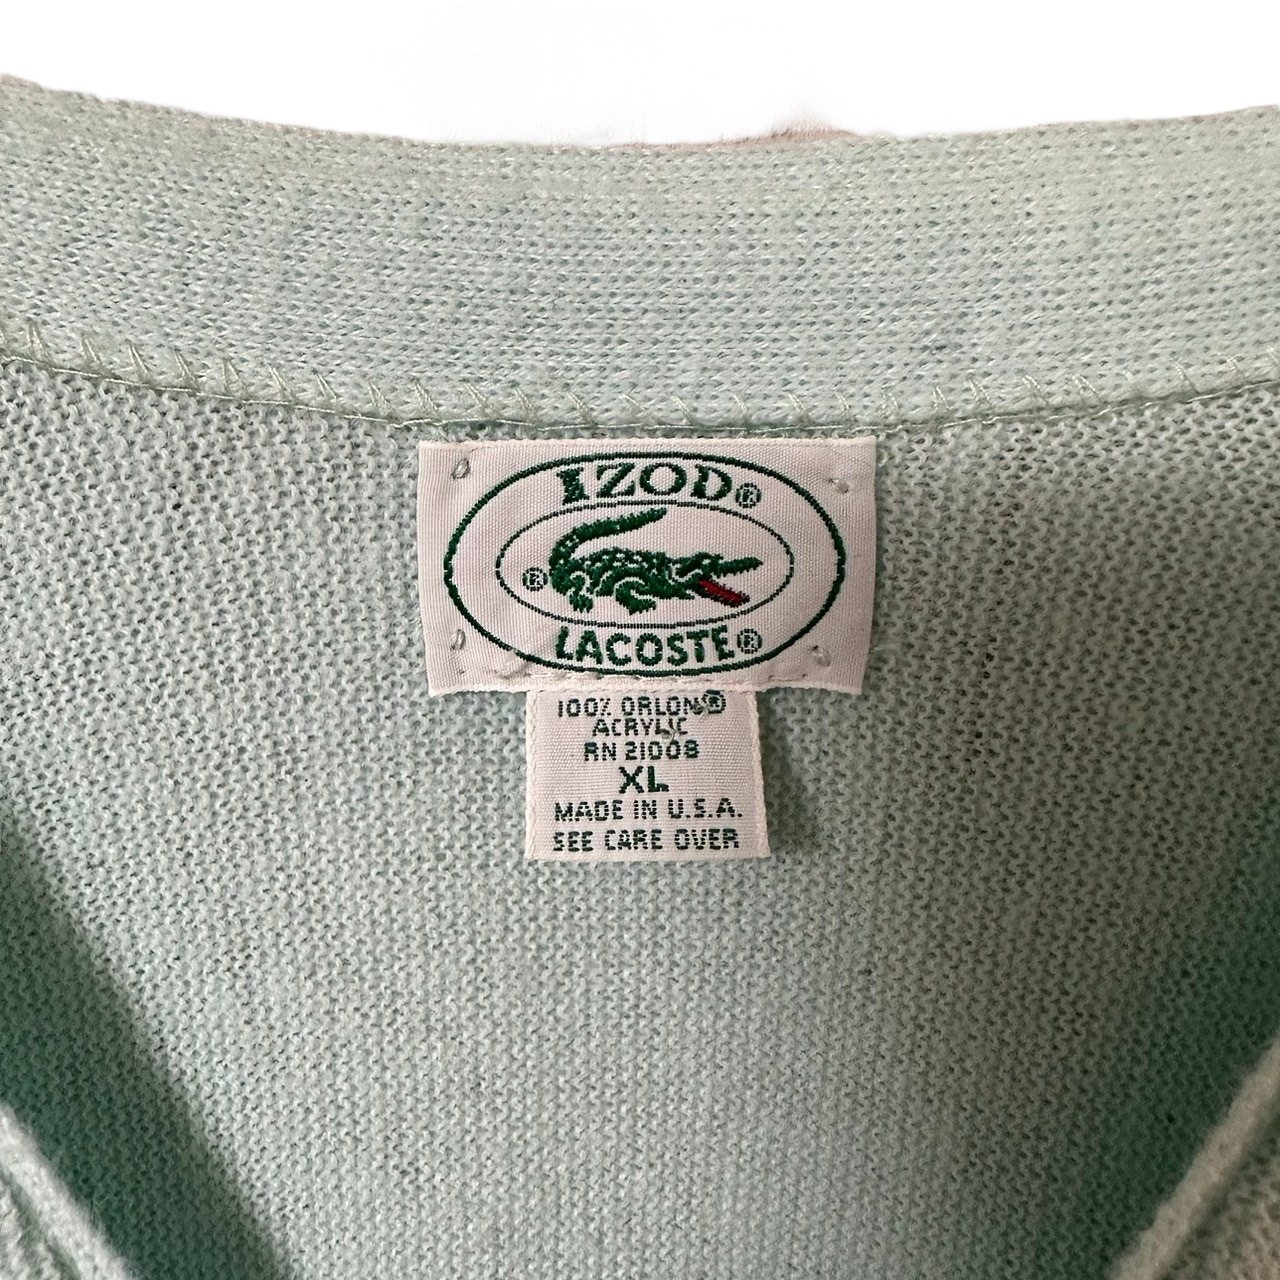 IZOD®
®
LACOSTE®
100% ORLON®
ACRYLIC
RN 21008
XL
MADE IN U.S.A.
SEE CARE OVER